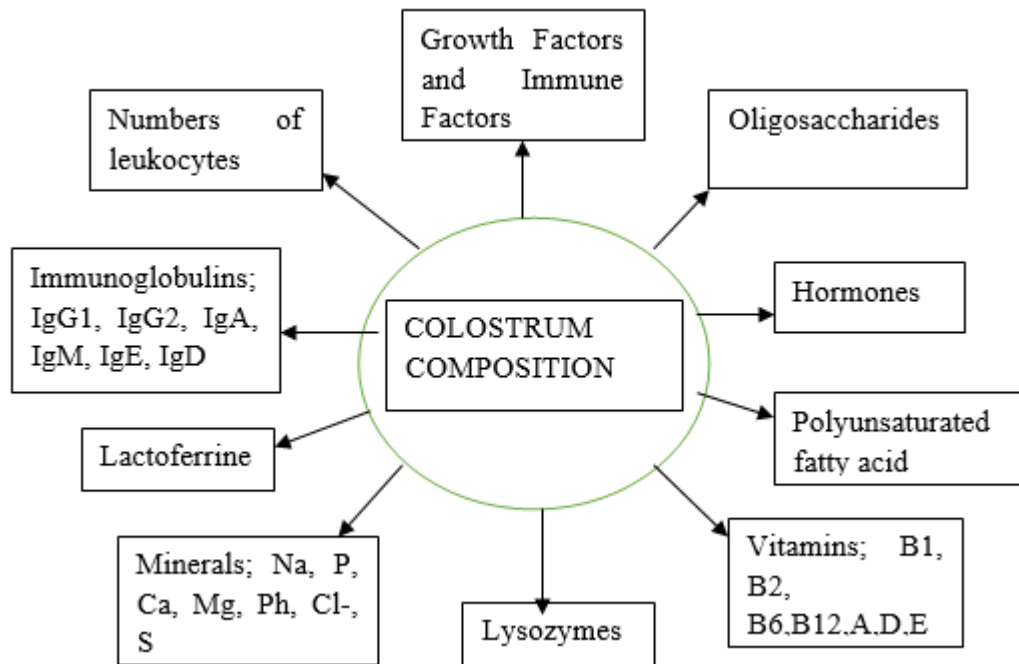 Growth Factors
and Immune
Factors
Numbers of
leukocytes
Oligosaccharides
Immunoglobulins;
IgG1, IgG2, IgA,
IgM, IgE, IgD
COLOSTRUM
COMPOSITION
Hormones
Lactoferrine
Polyunsaturated
fatty acid
Minerals; Na, P,
Ca, Mg, Ph, Cl-,
S
Lysozymes
Vitamins; B1,
B2,
B6,B12,A,D,E